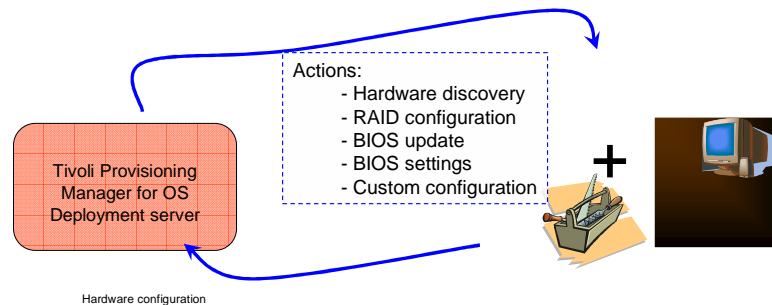 Actions:
- Hardware discovery
- RAID configuration
- BIOS update
- BIOS settings
- Custom configuration
Tivoli Provisioning
Manager for OS
Deployment server
+
Hardware configuration